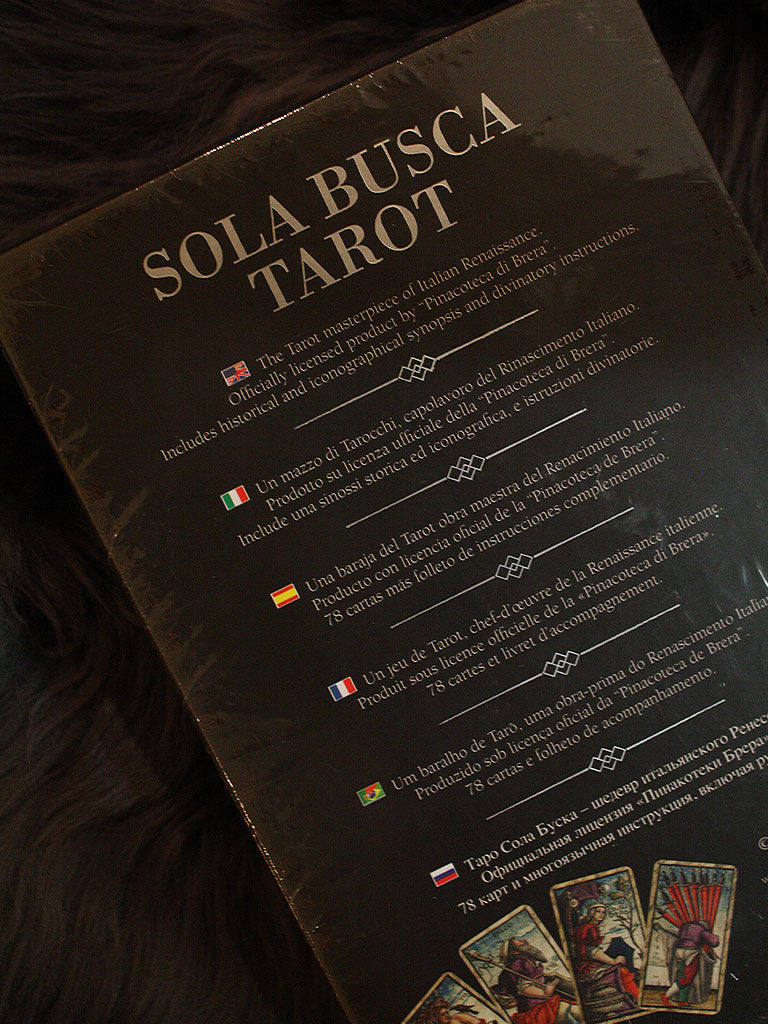 SOLA BUSCA
TAROT
The Tarot masterpiece of Italian Renaissance.
Officially licensed product by "Pinacoteca di Brera".
Includes historical and iconographical synopsis and divinatory instructions.
Un mazzo di Tarocchi, capolavoro del Rinascimento Italiano.
Prodotto su licenza ufficiale della "Pinacoteca di Brera".
Include una sinossi storica ed iconografica, e istruzioni divinatorie.
Una baraja del Tarot obra maestra del Renacimiento Italiano.
Producto con licencia oficial de la "Pinacoteca de Brera".
78 cartas más folleto de instrucciones complementario.
Un jeu de Tarot, chef-d'œuvre de la Renaissance italienne.
Produit sous licence officielle de la «Pinacoteca di Brera».
78 cartes et livret d'accompagnement.
Um baralho de Tarô, uma obra-prima do Renascimento Italia
Produzido sob licença oficial da "Pinacoteca de Brera".
78 cartas e folheto de acompanhamento.
Таро Сола Буска – шедевр итальянского Ренес
Официальная лицензия «Пинакотеки Брера»
78 карт и многоязычная инструкция, включая ру
©